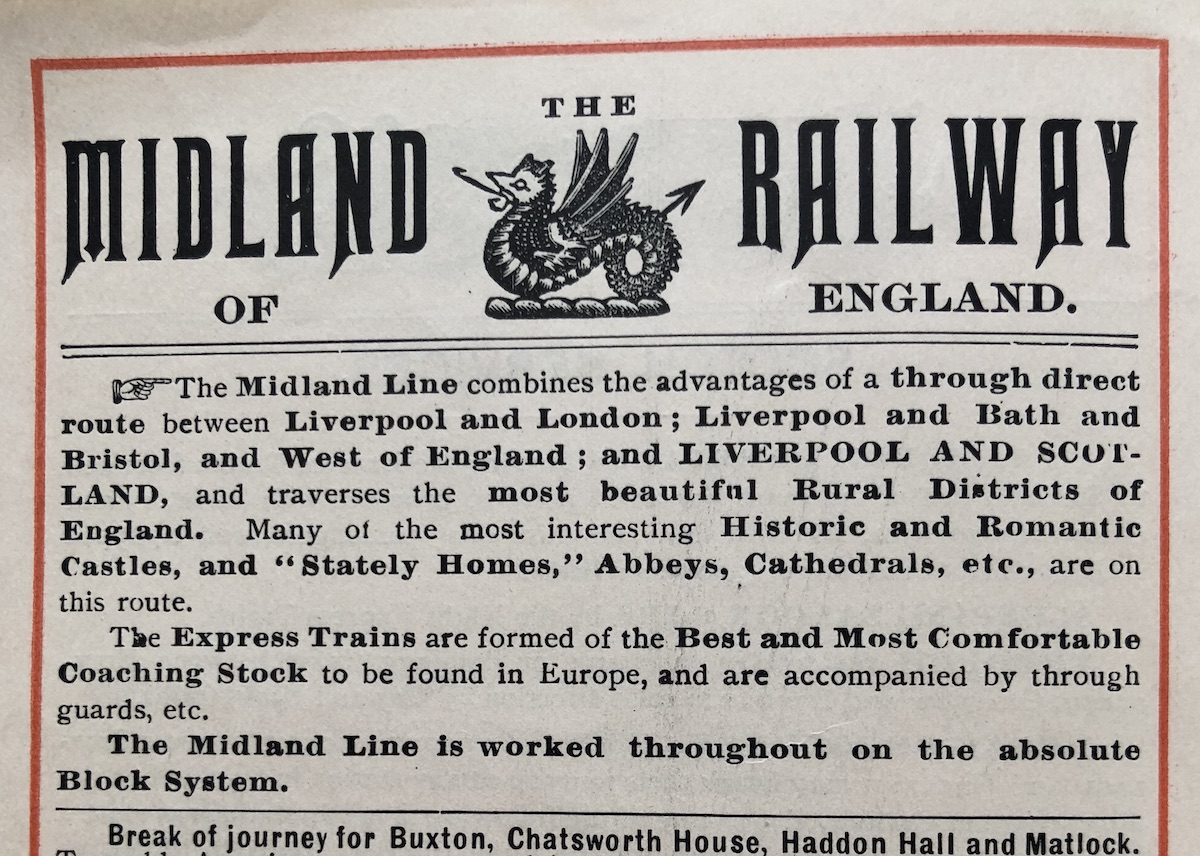 THE
MIDLAND RAILWAY
OF ENGLAND.
The Midland Line combines the advantages of a through direct
route between Liverpool and London; Liverpool and Bath and
Bristol, and West of England; and LIVERPOOL AND SCOT-
LAND, and traverses the most beautiful Rural Districts of
England. Many of the most interesting Historic and Romantic
Castles, and “Stately Homes,” Abbeys, Cathedrals, etc., are on
this route.
The Express Trains are formed of the Best and Most Comfortable
Coaching Stock to be found in Europe, and are accompanied by through
guards, etc.
The Midland Line is worked throughout on the absolute
Block System.
Break of journey for Buxton, Chatsworth House, Haddon Hall and Matlock.